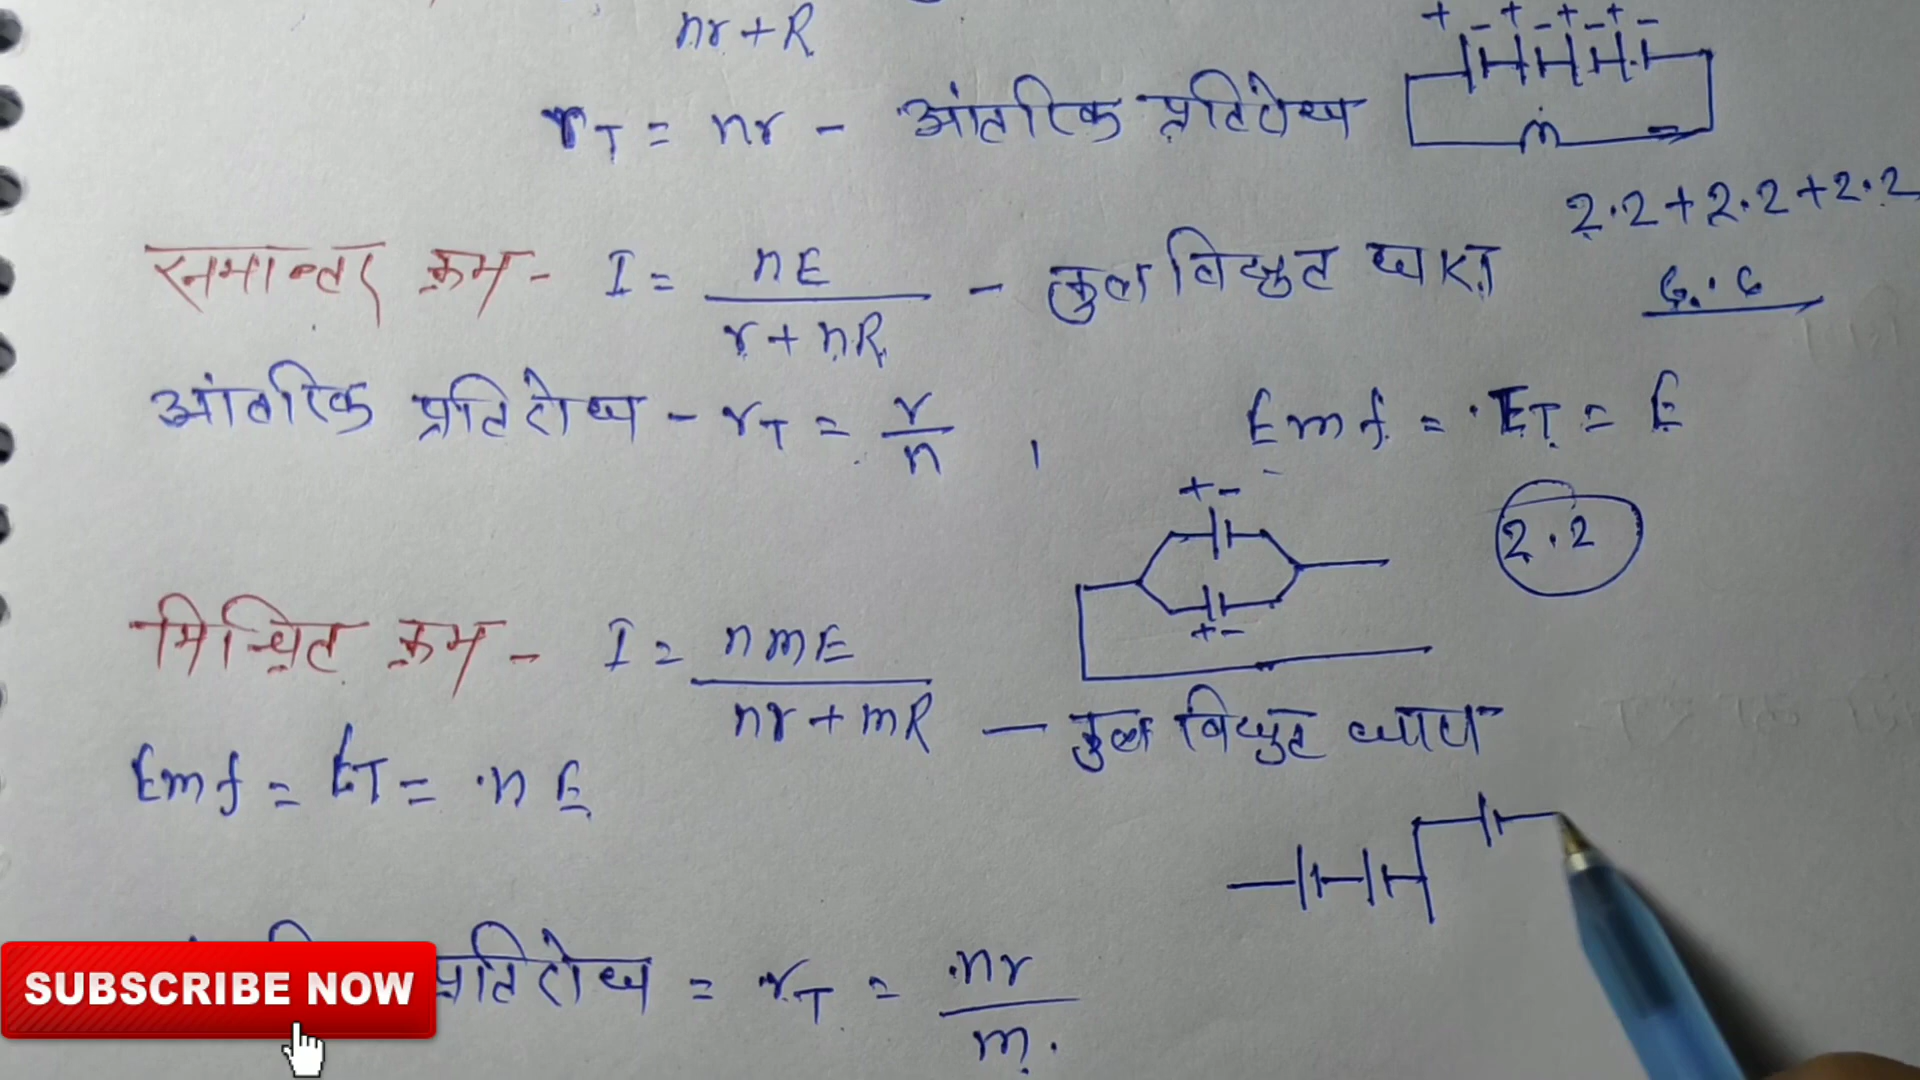 nr + R
+ - + - + - + -
rT = nr - आंतरिक प्रतिरोध
2.2 + 2.2 + 2.2
6.6
समान्तर क्रम - I = nE / r + nR - कुल विद्युत धारा
आंतरिक प्रतिरोध - rT = r / n , Emf = ET = E
+ -
2.2
+ -
मिश्रित क्रम - I = nmE / nr + mR - कुल विद्युत धारा
Emf = ET = nE
प्रतिरोध = rT = nr / m
SUBSCRIBE NOW